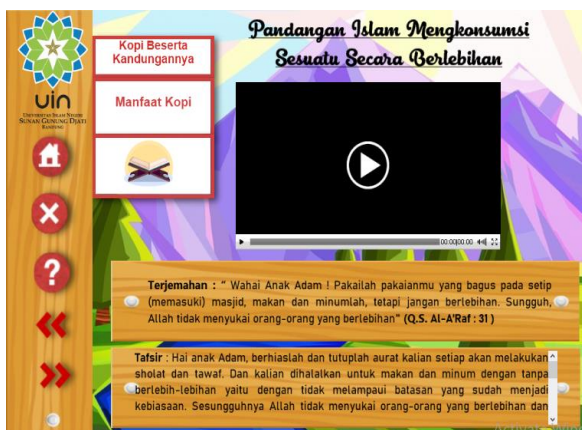 Pandangan Islam Mengkonsumsi
Sesuatu Secara Berlebihan
uin
UNIVERSITAS ISLAM NEGERI
SUNAN GUNUNG DJATI
BANDUNG
Kopi Beserta
Kandungannya
Manfaat Kopi
00:00|00:00
?
Terjemahan : “ Wahai Anak Adam ! Pakailah pakaianmu yang bagus pada setip
(memasuki) masjid, makan dan minumlah, tetapi jangan berlebihan. Sungguh,
Allah tidak menyukai orang-orang yang berlebihan” (Q.S. Al-A’Raf : 31 )
Tafsir : Hai anak Adam, berhiaslah dan tutuplah aurat kalian setiap akan melakukan
sholat dan tawaf. Dan kalian dihalalkan untuk makan dan minum dengan tanpa
berlebih-lebihan yaitu dengan tidak melampaui batasan yang sudah menjadi
kebiasaan. Sesungguhnya Allah tidak menyukai orang-orang yang berlebihan dan